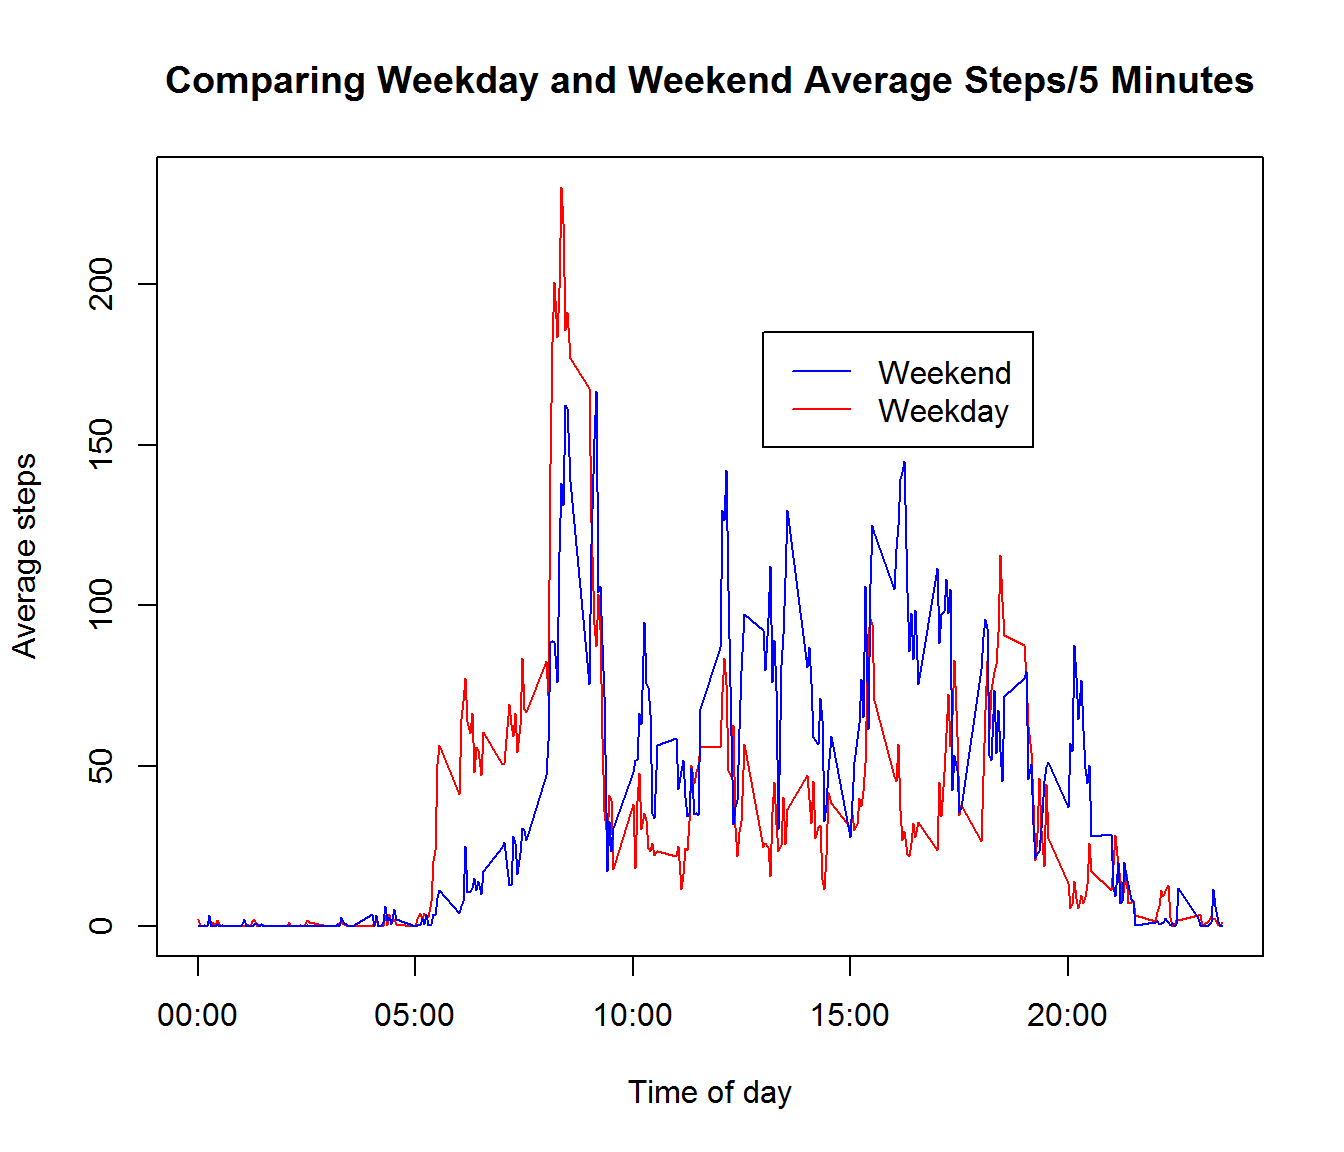 Comparing Weekday and Weekend Average Steps/5 Minutes
Average steps
200
150
100
50
0
Weekend
Weekday
00:00 05:00 10:00 15:00 20:00
Time of day